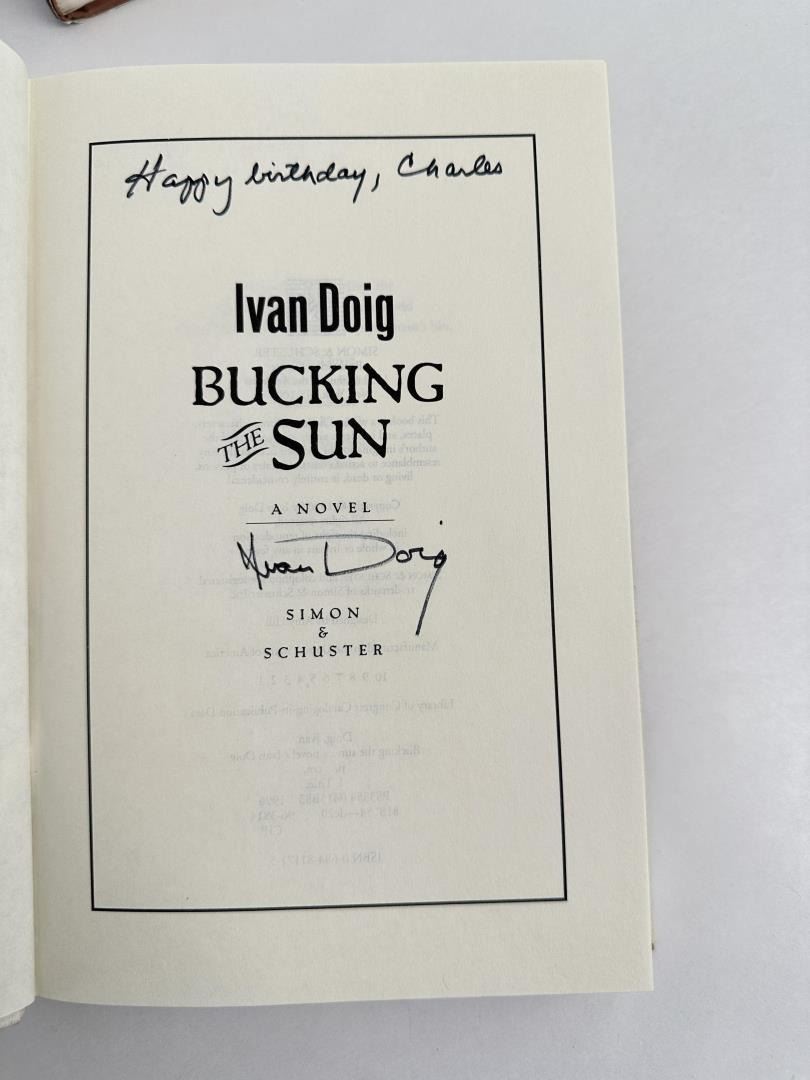 Happy birthday, Charles
Ivan Doig
BUCKING
THE SUN
A NOVEL
Ivan Doig
SIMON
&
SCHUSTER